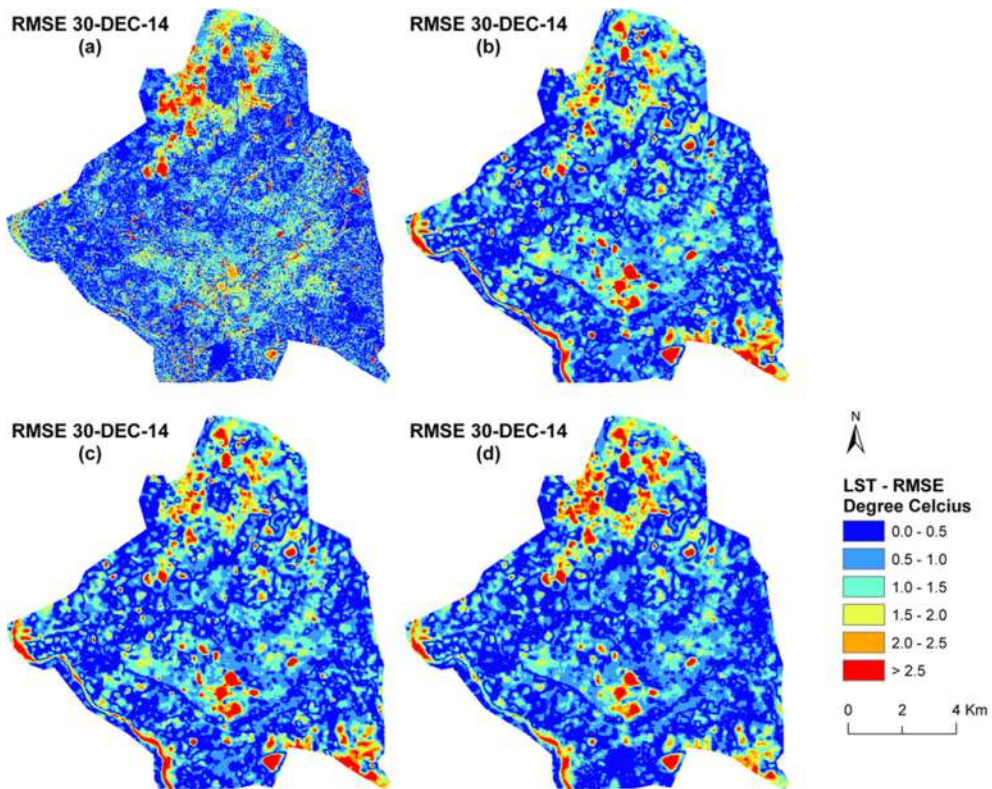 RMSE 30-DEC-14
(a)
RMSE 30-DEC-14
(b)
RMSE 30-DEC-14
(c)
RMSE 30-DEC-14
(d)
N
LST - RMSE
Degree Celcius
0.0 - 0.5
0.5 - 1.0
1.0 - 1.5
1.5 - 2.0
2.0 - 2.5
> 2.5
0 2 4 Km